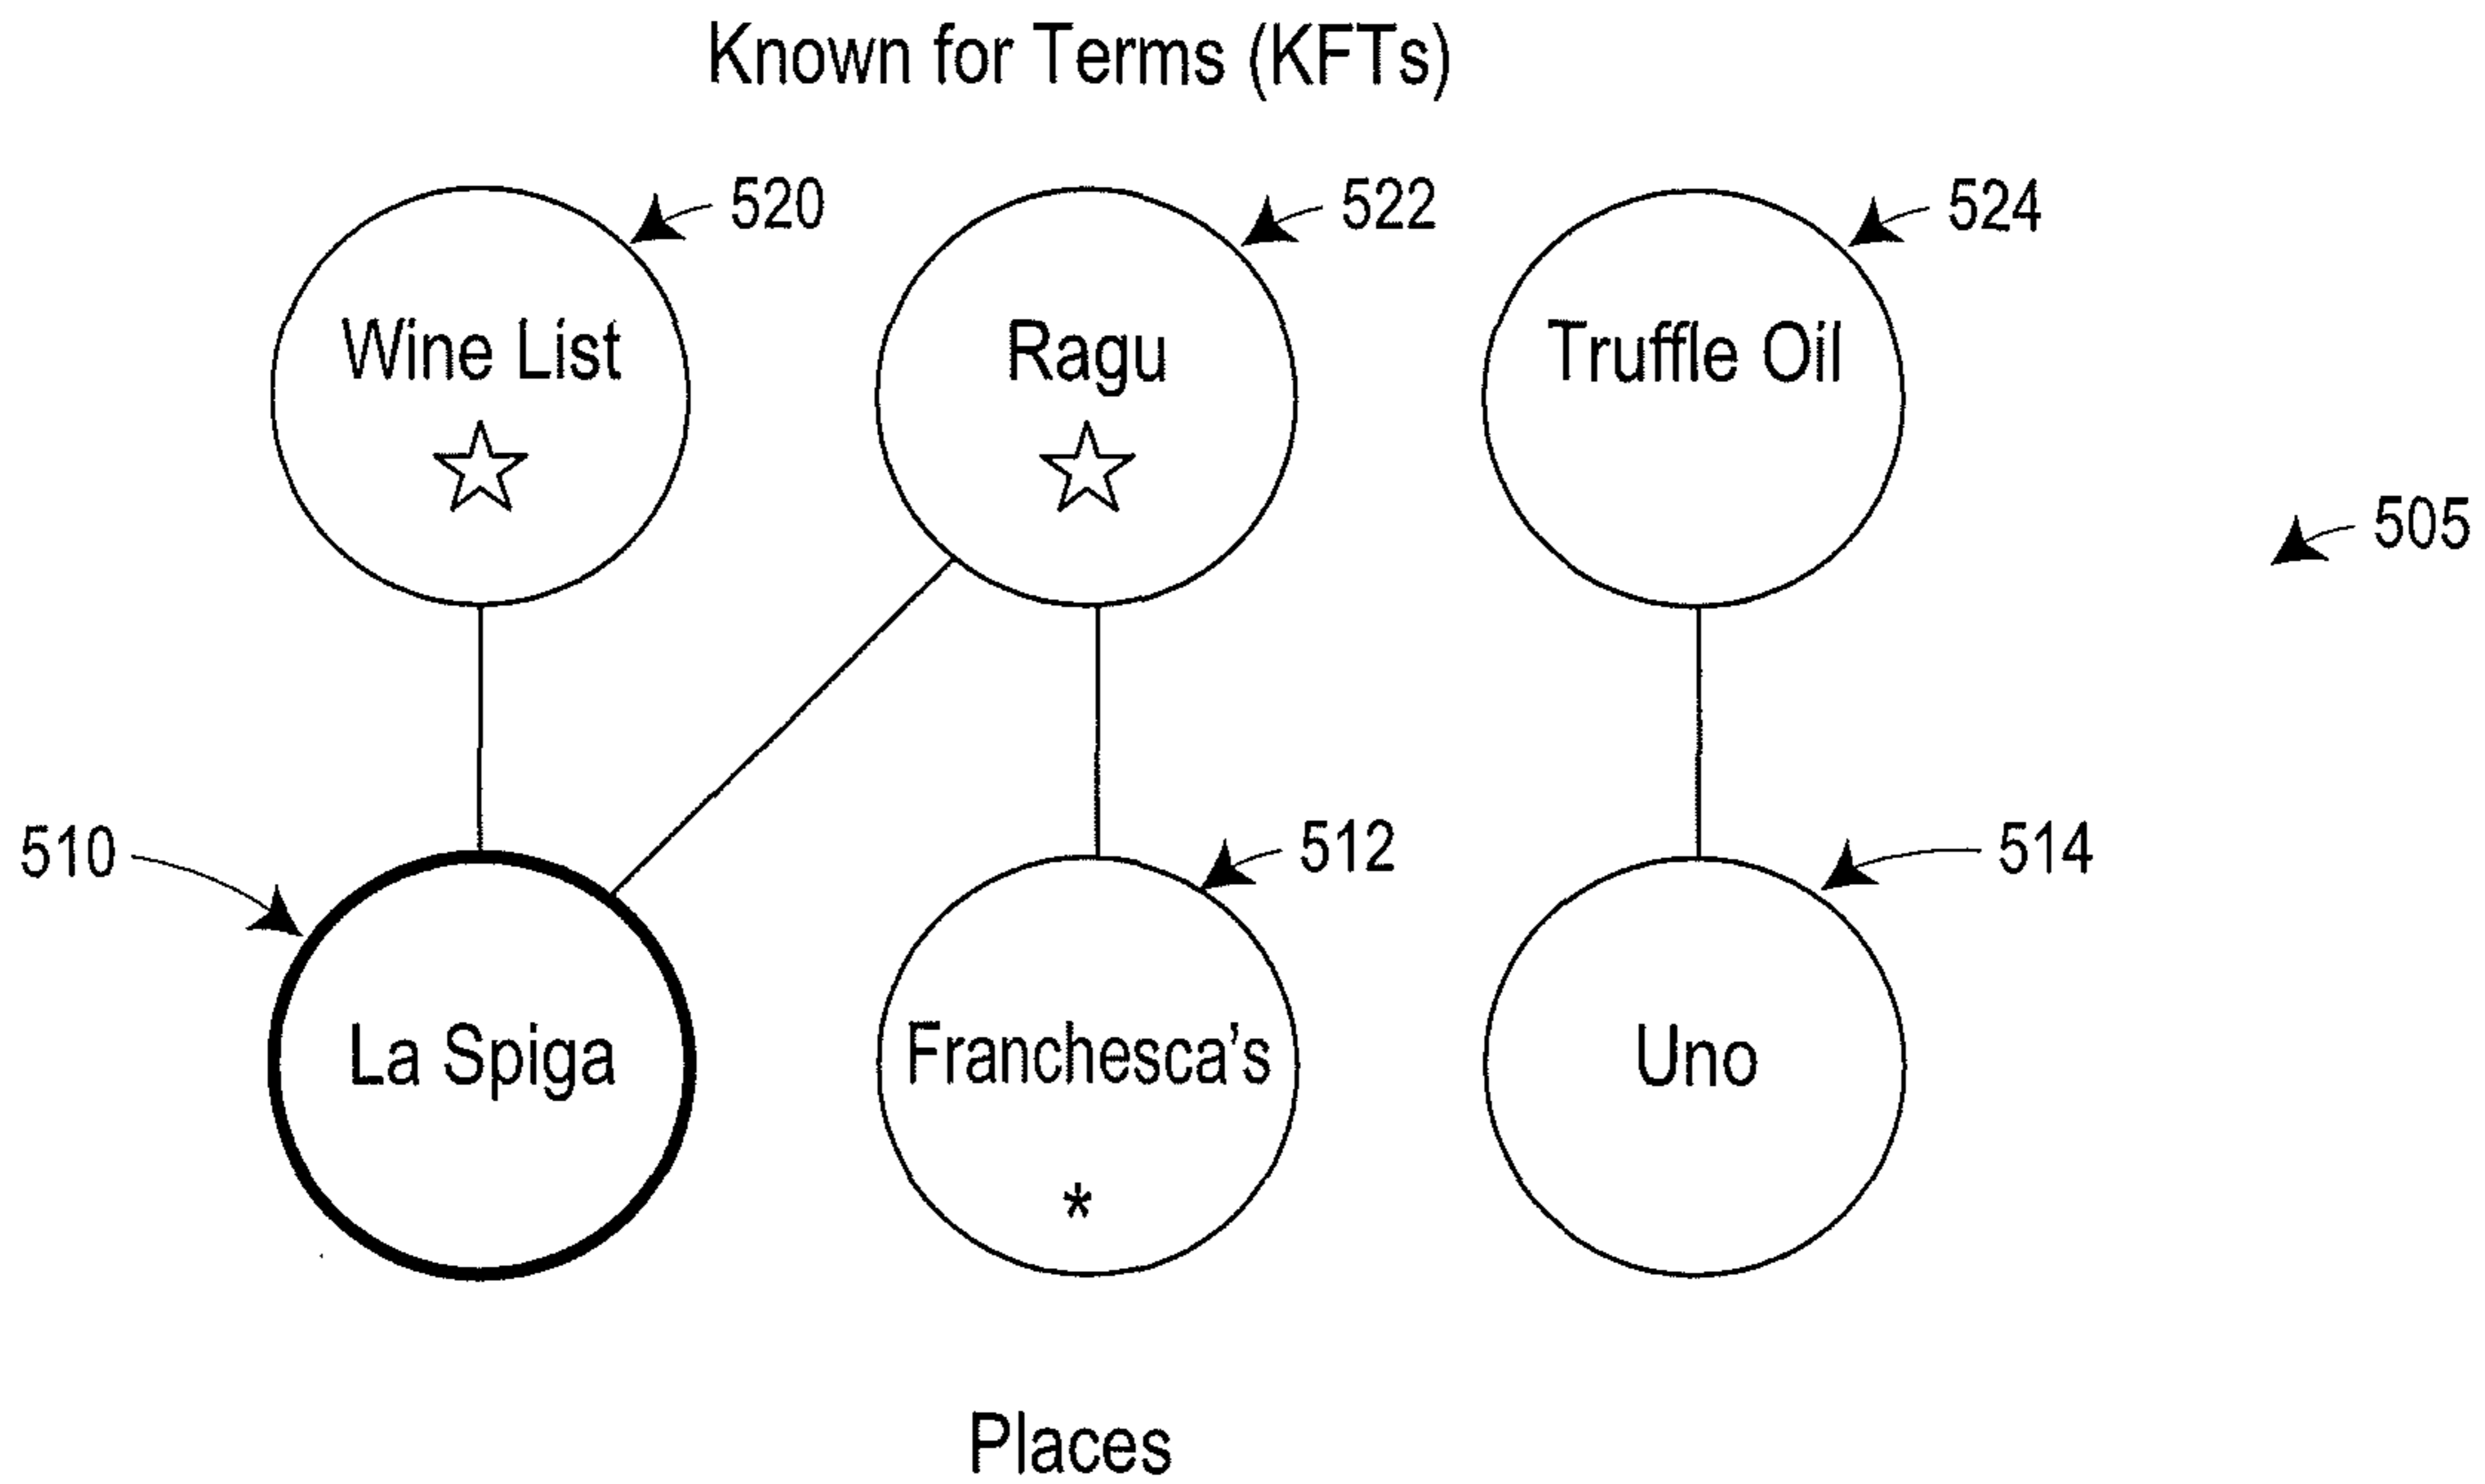 Known for Terms (KFTs)
520
522
524
Wine List
Ragu
Truffle Oil
505
510
512
514
La Spiga
Franchesca's
Uno
*
Places